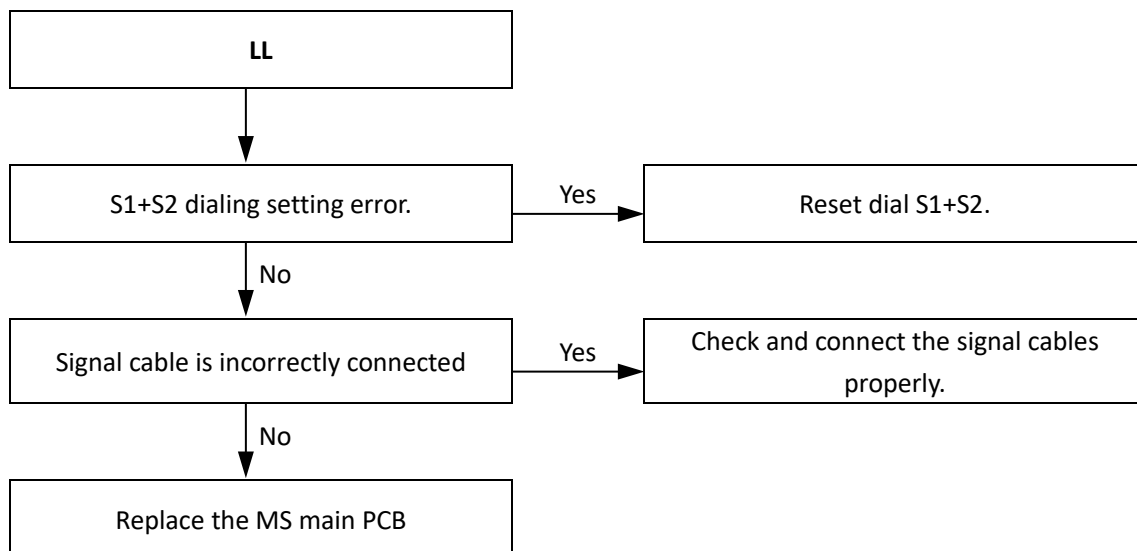 LL
S1+S2 dialing setting error.
Yes
Reset dial S1+S2.
No
Signal cable is incorrectly connected
Yes
Check and connect the signal cables
properly.
No
Replace the MS main PCB